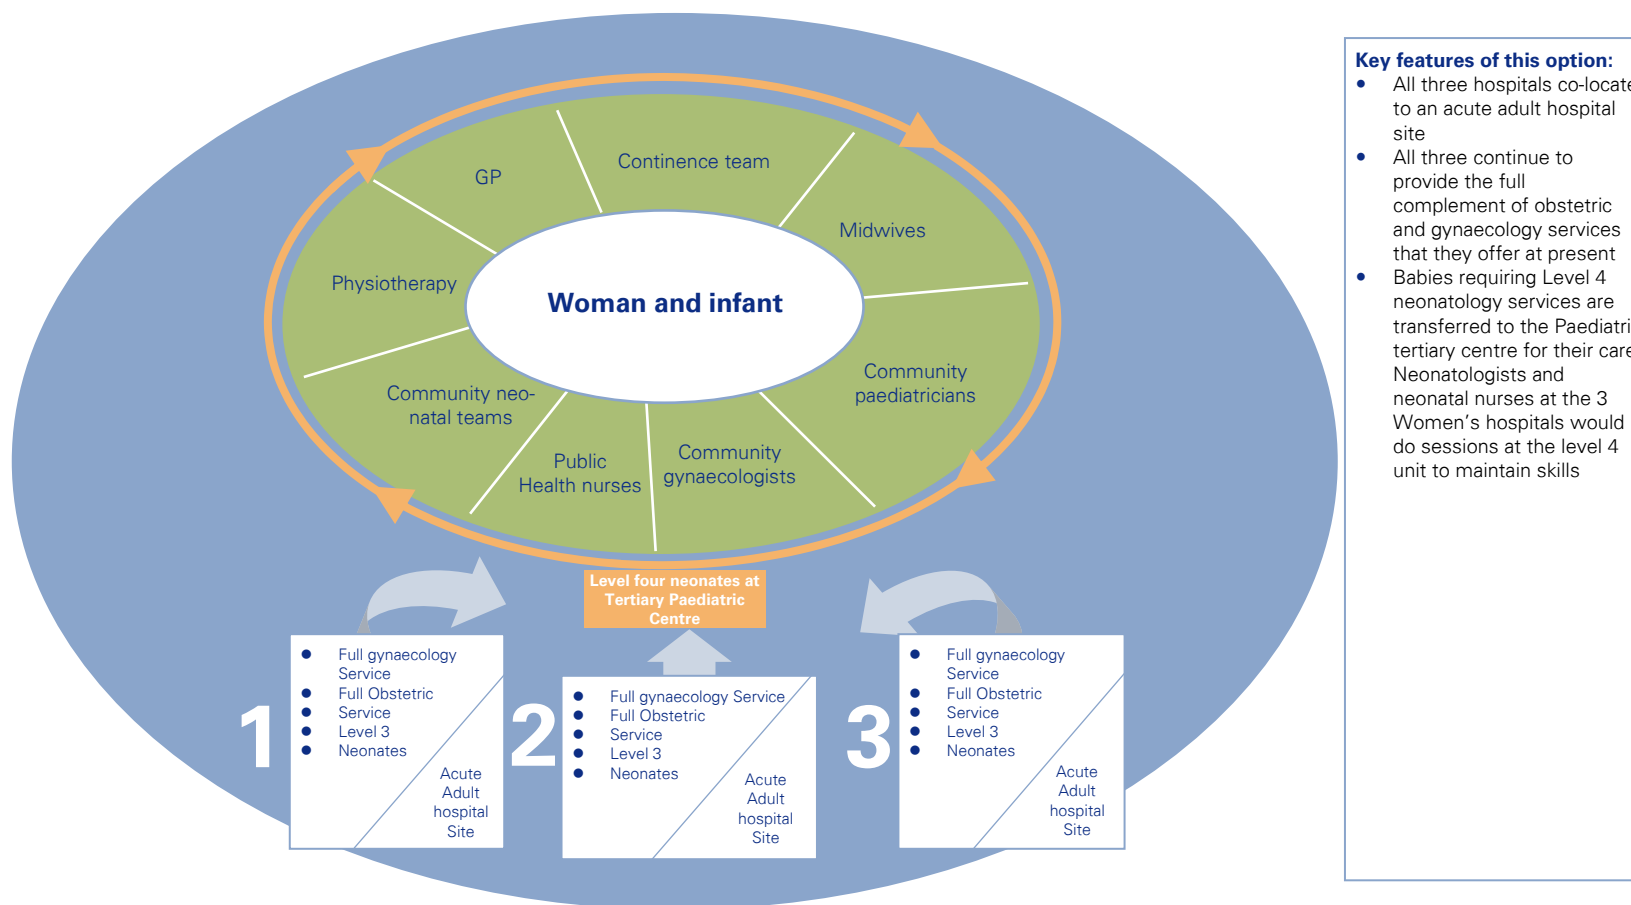 GP
Continence team
Midwives
Physiotherapy
Woman and infant
Community
paediatricians
Community neo-
natal teams
Public
Health nurses
Community
gynaecologists
Level four neonates at
Tertiary Paediatric
Centre
1
• Full gynaecology
Service
• Full Obstetric
• Service
• Level 3
• Neonates
Acute
Adult
hospital
Site
2
• Full gynaecology Service
• Full Obstetric
• Service
• Level 3
• Neonates
Acute
Adult
hospital
Site
3
• Full gynaecology
Service
• Full Obstetric
• Service
• Level 3
• Neonates
Acute
Adult
hospital
Site
Key features of this option:
• All three hospitals co-locate
to an acute adult hospital
site
• All three continue to
provide the full
complement of obstetric
and gynaecology services
that they offer at present
• Babies requiring Level 4
neonatology services are
transferred to the Paediatri
tertiary centre for their care
Neonatologists and
neonatal nurses at the 3
Women's hospitals would
do sessions at the level 4
unit to maintain skills